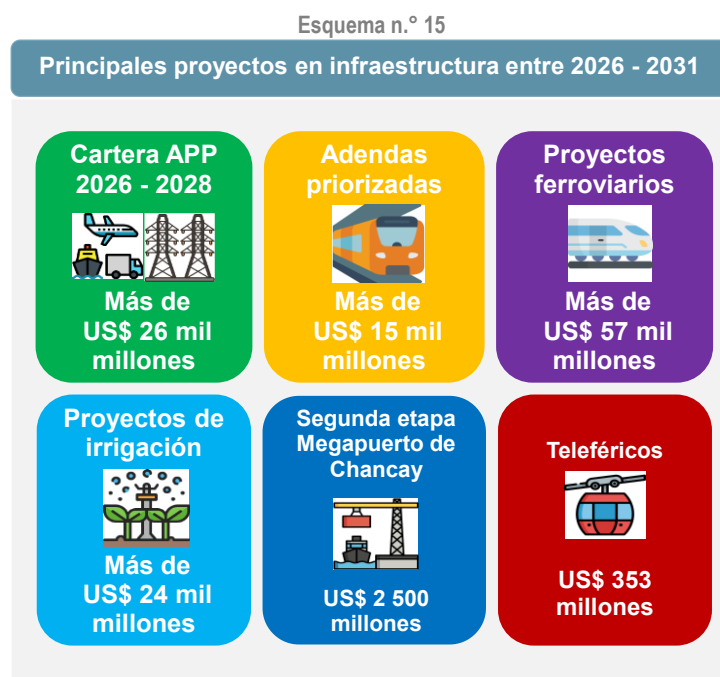 Esquema n.° 15
Principales proyectos en infraestructura entre 2026 - 2031
Cartera APP
2026 - 2028
Más de
US$ 26 mil
millones
Adendas
priorizadas
Más de
US$ 15 mil
millones
Proyectos
ferroviarios
Más de
US$ 57 mil
millones
Proyectos de
irrigación
Más de
US$ 24 mil
millones
Segunda etapa
Megapuerto de
Chancay
US$ 2 500
millones
Teleféricos
US$ 353
millones